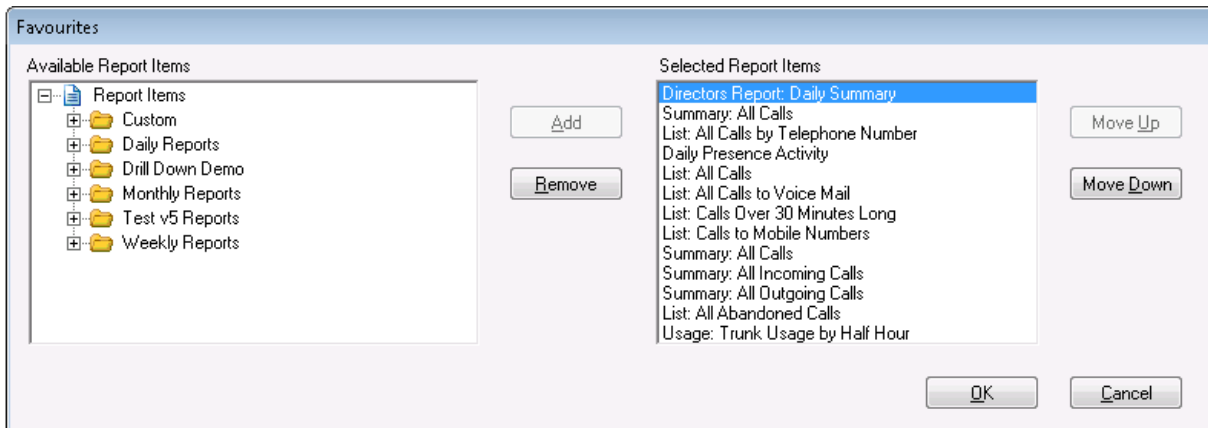 Favourites
Available Report Items
Report Items
Custom
Daily Reports
Drill Down Demo
Monthly Reports
Test v5 Reports
Weekly Reports
Add
Remove
Selected Report Items
Directors Report: Daily Summary
Summary: All Calls
List: All Calls by Telephone Number
Daily Presence Activity
List: All Calls
List: All Calls to Voice Mail
List: Calls Over 30 Minutes Long
List: Calls to Mobile Numbers
Summary: All Calls
Summary: All Incoming Calls
Summary: All Outgoing Calls
List: All Abandoned Calls
Usage: Trunk Usage by Half Hour
Move Up
Move Down
OK
Cancel